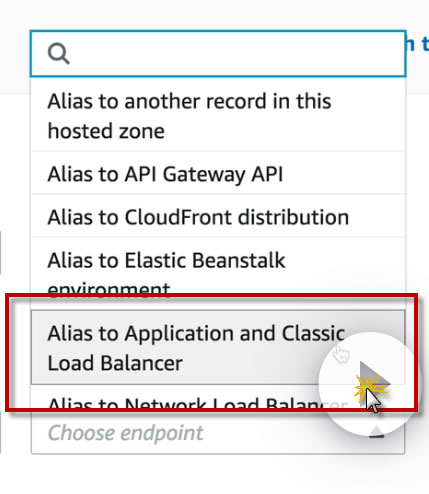 h t
Alias to another record in this
hosted zone
Alias to API Gateway API
Alias to CloudFront distribution
Alias to Elastic Beanstalk
environment
Alias to Application and Classic
Load Balancer
Alias to Network Load Balancer
Choose endpoint